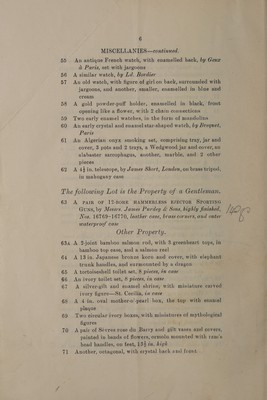 6
MISCELLANIES—continued.
55 An antique French watch, with enamelled back, by Genz
à Paris, set with jargoons
56 A similar watch, by Ld. Bordier
57 An old watch, with figure of girl on back, surrounded with
jargoons, and another, smaller, enamelled in blue and
cream
58 A gold powder-puff holder, enamelled in black, front
opening like a flower, with 2 chain connections
59 Two early enamel watches, in the form of mandolins
60 An early crystal and enamel star-shaped watch, by Droynot,
Paris
61 An Algerian onyx smoking set, comprising tray, jar and
cover, 3 pots and 2 trays, a Wedgwood jar and cover, an
alabaster sarcophagus, another, marble, and 2 other
pieces
62 A 4½ in. telescope, by James Short, London, on brass tripod,
in mahogany case
The following Lot is the Property of a Gentleman.
63 A PAIR OF 12-BORE HAMMERLESS EJECTOR SPORTING
GUNS, by Messrs. James Purdey & Sons, highly finished,
Nos. 16769-16770, leather case, brass corners, and outer
waterproof case
Other Property.
63A A 3-joint bamboo salmon rod, with 3 greenheart tops, in
bamboo top case, and a salmon reel
64 A 13 in. Japanese bronze koro and cover, with elephant
trunk handles, and surmounted by a dragon
65 A tortoiseshell toilet set, 8 pieces, in case
66 An ivory toilet set, 9 pieces, in case
67 A silver-gilt and enamel shrine, with miniature carved
ivory figure—St. Cecilia, in case
68 A 4 in. oval mother-o'-pearl box, the top with stomal
plaque
69 Two circular ivory boxes, with miniatures of mythological
figures
70 A pair of Sèvres rose du Barry and gilt vases and covers,
painted in bands of flowers, ormolu mounted with ram's
head handles, on feet, 13½ in. high
71 Another, octagonal, with crystal back and front